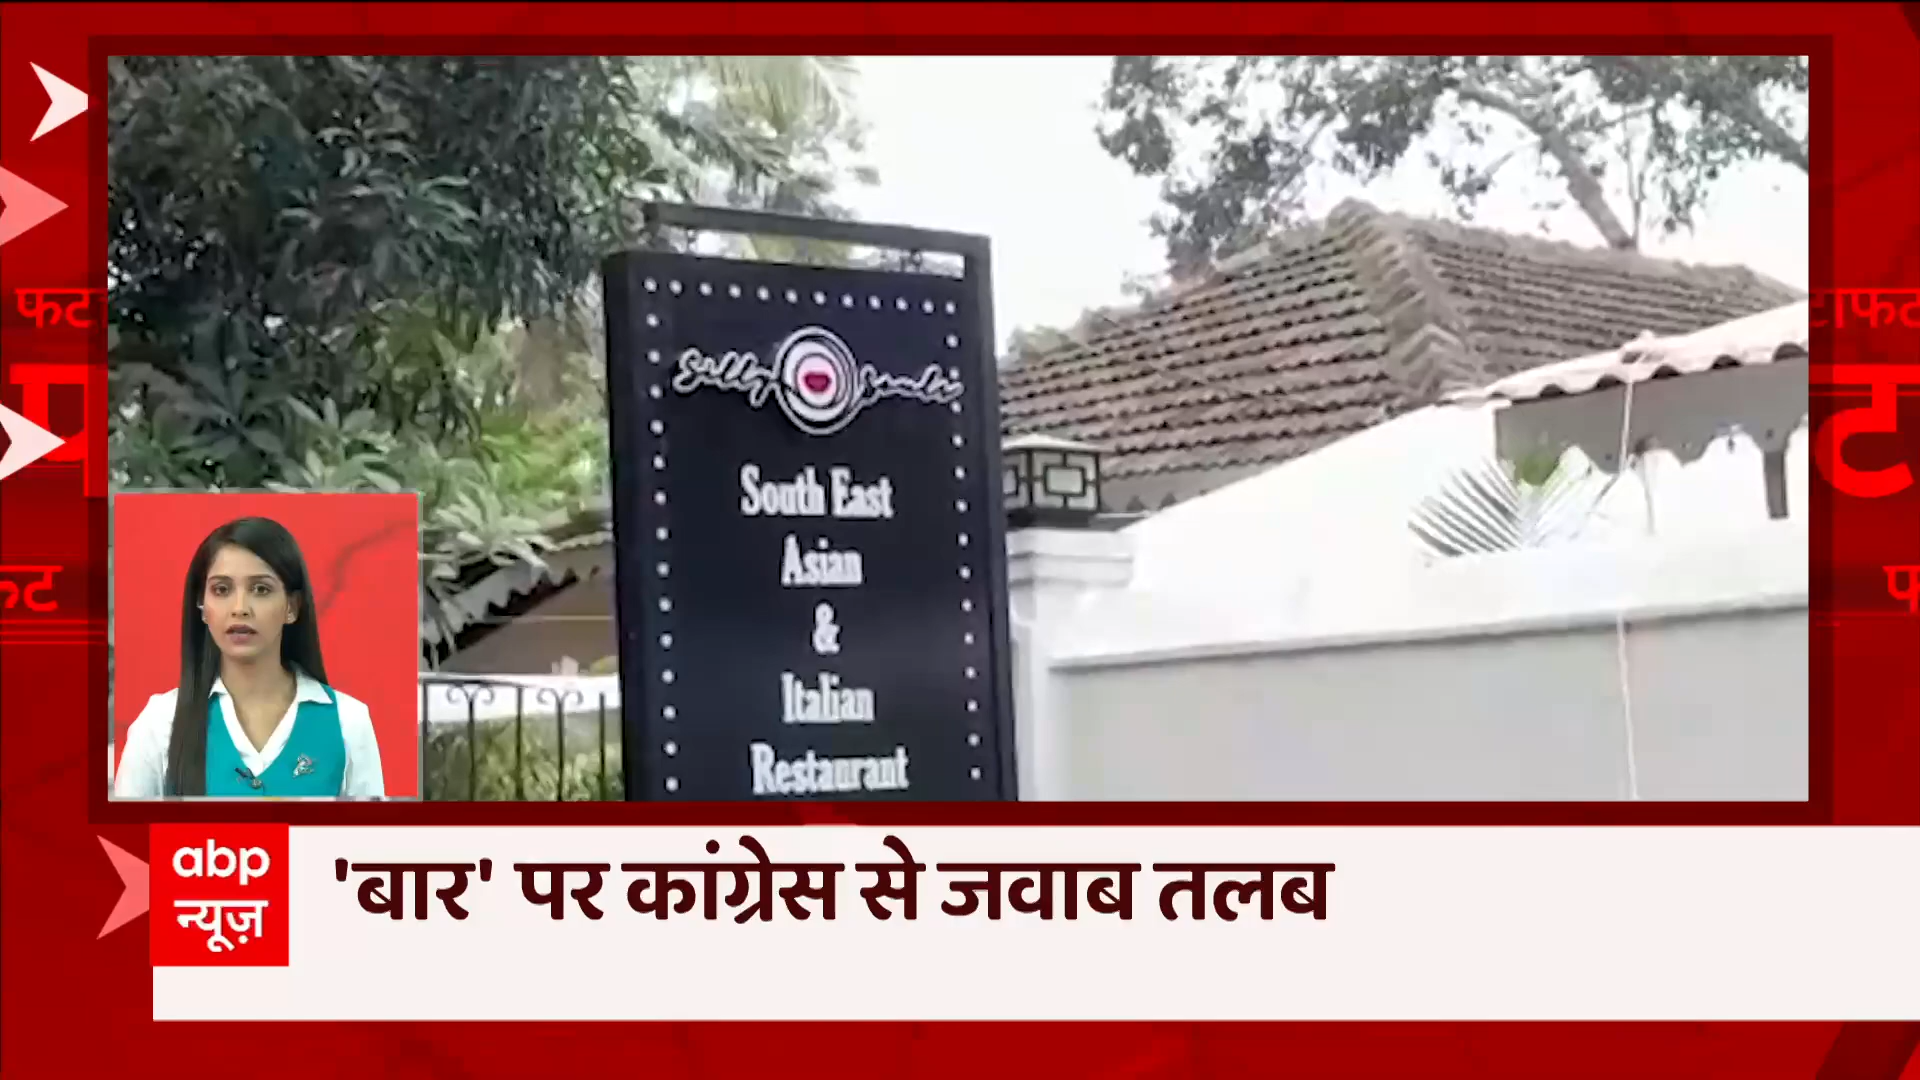 South East
Asian
&
Italian
Restaurant
abp
न्यूज़
'बार' पर कांग्रेस से जवाब तलब